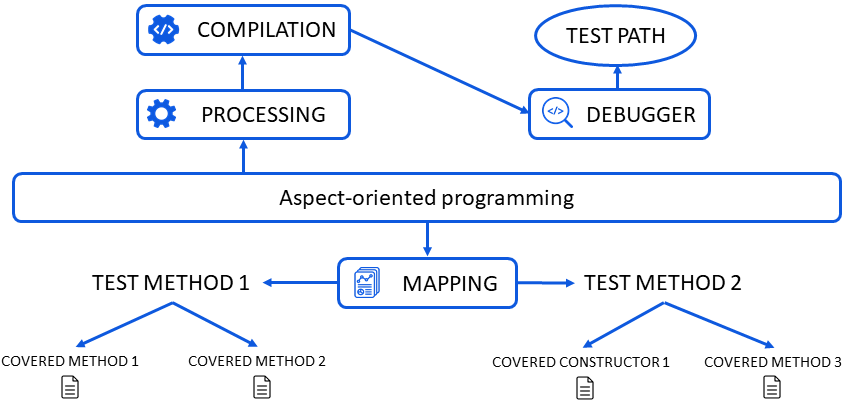 COMPILATION
TEST PATH
PROCESSING
DEBUGGER
Aspect-oriented programming
TEST METHOD 1
MAPPING
TEST METHOD 2
COVERED METHOD 1
COVERED METHOD 2
COVERED CONSTRUCTOR 1
COVERED METHOD 3